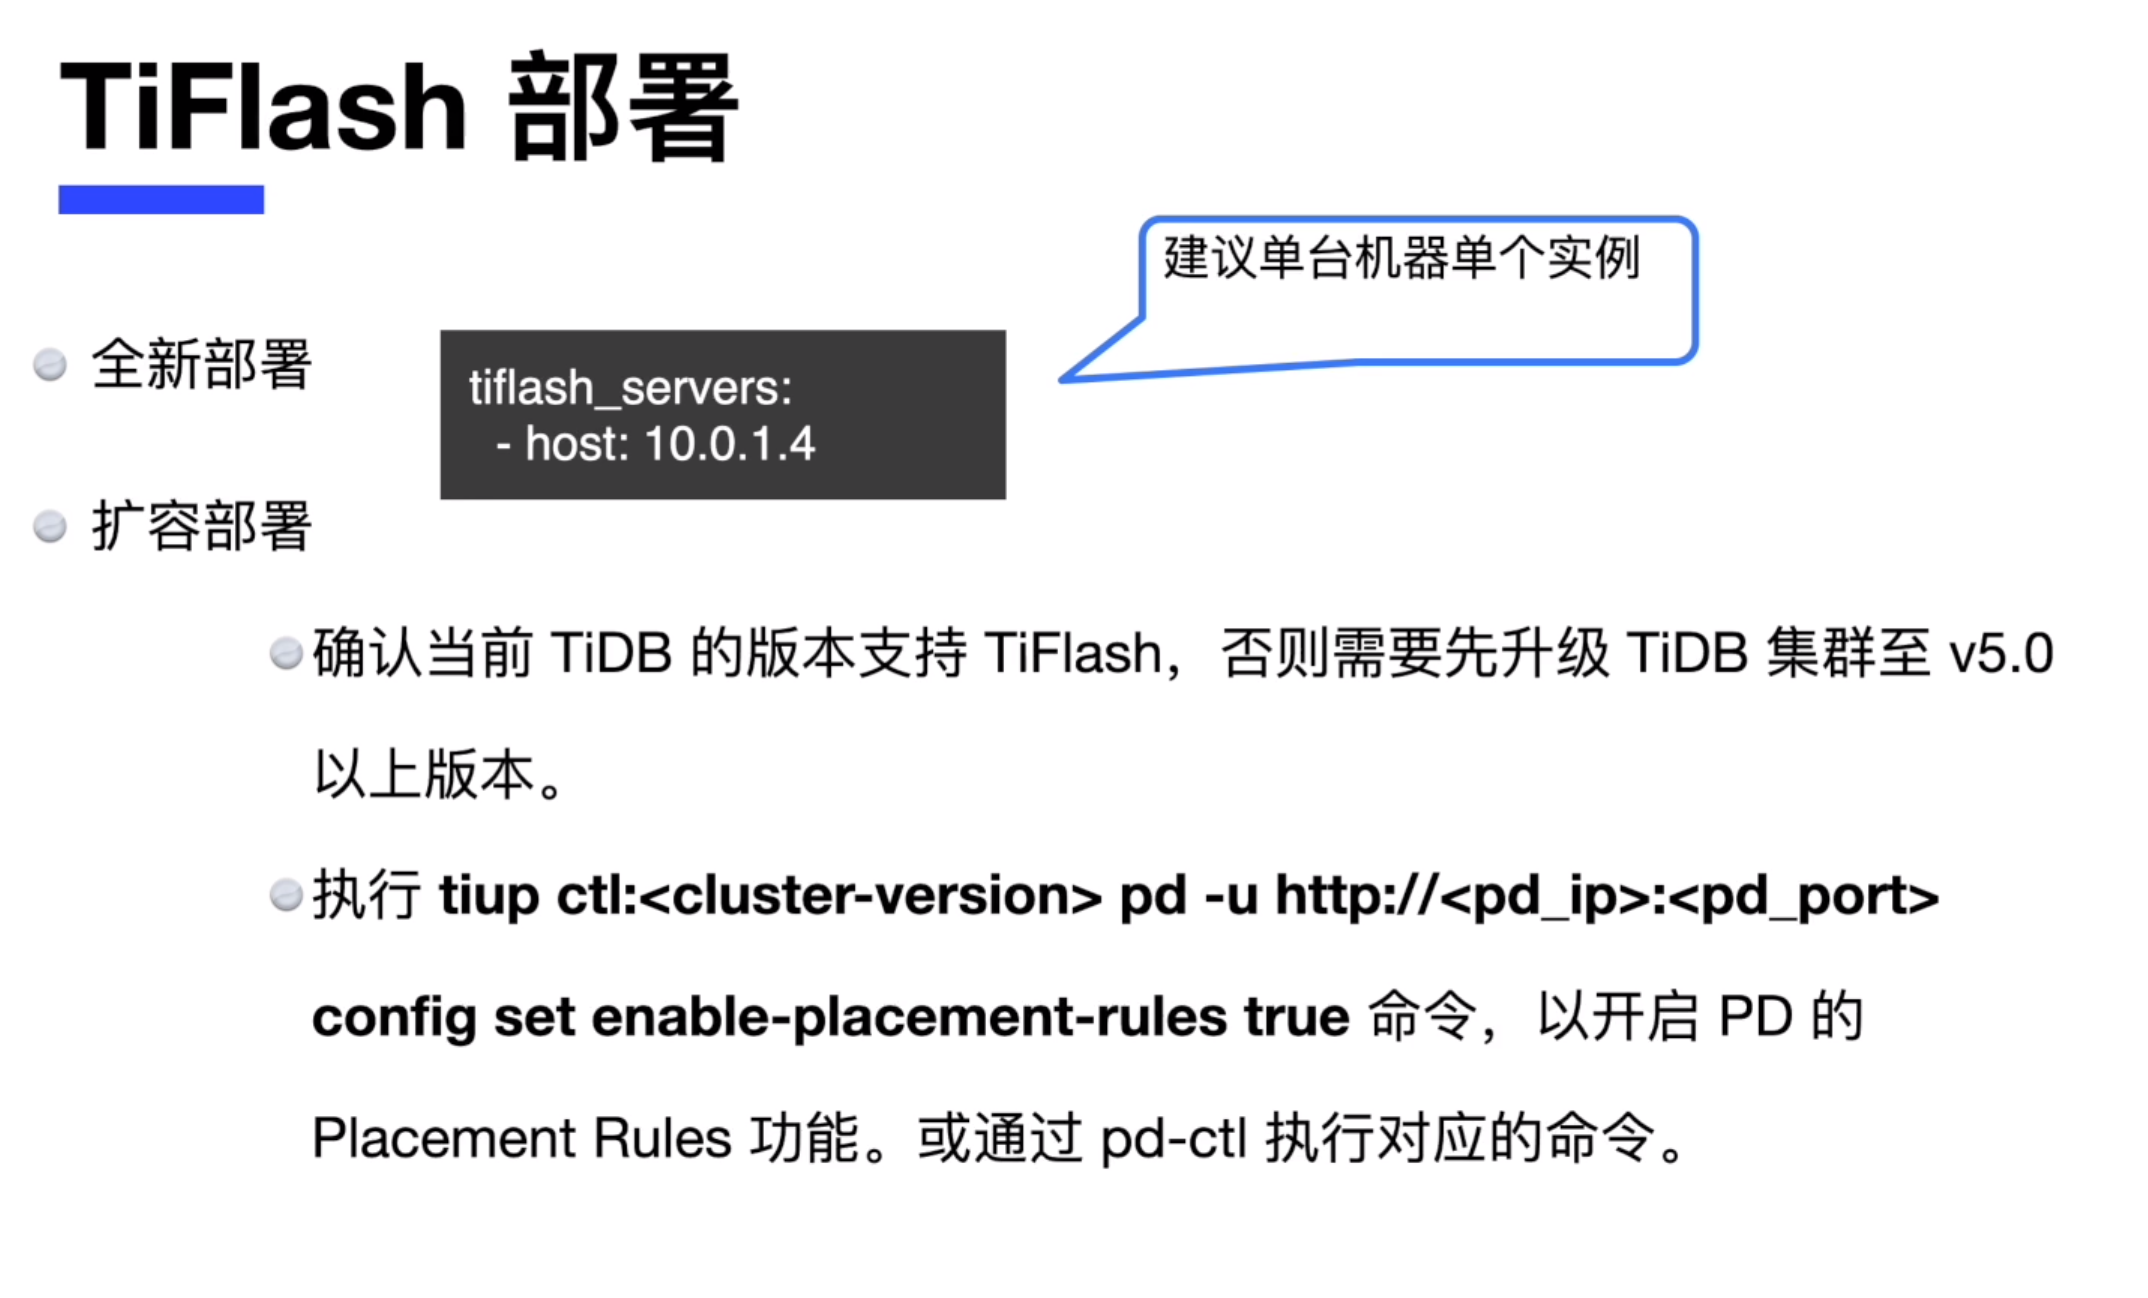 TiFlash 部署
建议单台机器单个实例
全新部署
tiflash_servers:
- host: 10.0.1.4
扩容部署
确认当前 TiDB 的版本支持 TiFlash，否则需要先升级 TiDB 集群至 v5.0
以上版本。
执行 tiup ctl:<cluster-version> pd -u http://<pd_ip>:<pd_port>
config set enable-placement-rules true 命令，以开启 PD 的
Placement Rules 功能。或通过 pd-ctl 执行对应的命令。